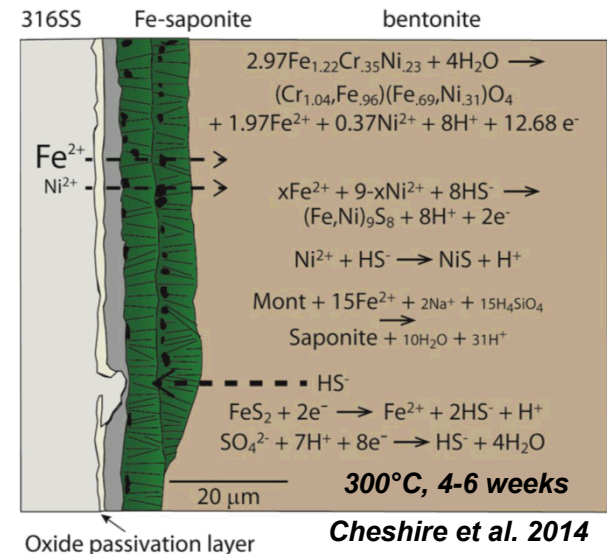 316SS Fe-saponite bentonite
2.97Fe₁.₂₂Cr.₃₅Ni.₂₃ + 4H₂O →
(Cr₁.₀₄,Fe.₉₆)(Fe.₆₉,Ni.₃₁)O₄
+ 1.97Fe²⁺ + 0.37Ni²⁺ + 8H⁺ + 12.68 e⁻
Fe²⁺
Ni²⁺
xFe²⁺ + 9-xNi²⁺ + 8HS⁻ →
(Fe,Ni)₉S₈ + 8H⁺ + 2e⁻
Ni²⁺ + HS⁻ → NiS + H⁺
Mont + 15Fe²⁺ + 2Na⁺ + 15H₄SiO₄
→
Saponite + 10H₂O + 31H⁺
HS⁻
FeS₂ + 2e⁻ → Fe²⁺ + 2HS⁻ + H⁺
SO₄²⁻ + 7H⁺ + 8e⁻ → HS⁻ + 4H₂O
20 μm
300°C, 4-6 weeks
Oxide passivation layer
Cheshire et al. 2014